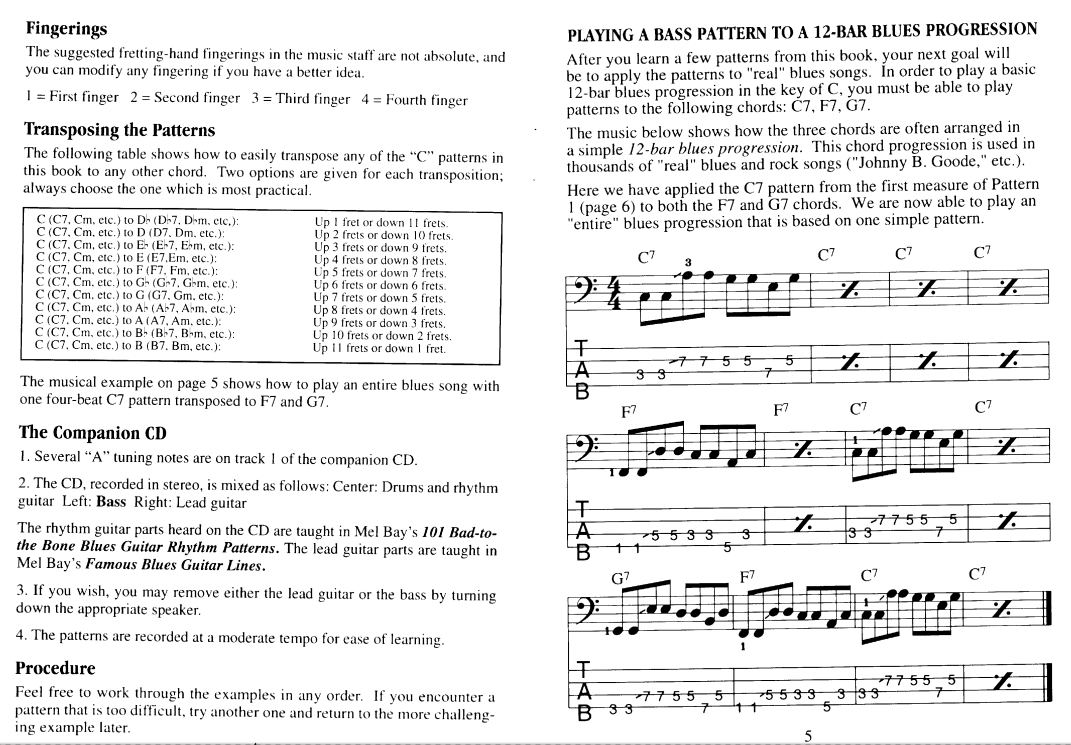 Fingerings
The suggested fretting-hand fingerings in the music staff are not absolute, and
you can modify any fingering if you have a better idea.
1 = First finger 2 = Second finger 3 = Third finger 4 = Fourth finger
Transposing the Patterns
The following table shows how to easily transpose any of the “C” patterns in
this book to any other chord. Two options are given for each transposition;
always choose the one which is most practical.
C (C7, Cm, etc.) to D♭ (D♭7, D♭m, etc.): Up 1 fret or down 11 frets.
C (C7, Cm, etc.) to D (D7, Dm, etc.): Up 2 frets or down 10 frets.
C (C7, Cm, etc.) to E♭ (E♭7, E♭m, etc.): Up 3 frets or down 9 frets.
C (C7, Cm, etc.) to E (E7,Em, etc.): Up 4 frets or down 8 frets.
C (C7, Cm, etc.) to F (F7, Fm, etc.): Up 5 frets or down 7 frets.
C (C7, Cm, etc.) to G♭ (G♭7, G♭m, etc.): Up 6 frets or down 6 frets.
C (C7, Cm, etc.) to G (G7, Gm, etc.): Up 7 frets or down 5 frets.
C (C7, Cm, etc.) to A♭ (A♭7, A♭m, etc.): Up 8 frets or down 4 frets.
C (C7, Cm, etc.) to A (A7, Am, etc.): Up 9 frets or down 3 frets.
C (C7, Cm, etc.) to B♭ (B♭7, B♭m, etc.): Up 10 frets or down 2 frets.
C (C7, Cm, etc.) to B (B7, Bm, etc.): Up 11 frets or down 1 fret.
The musical example on page 5 shows how to play an entire blues song with
one four-beat C7 pattern transposed to F7 and G7.
The Companion CD
1. Several “A” tuning notes are on track 1 of the companion CD.
2. The CD, recorded in stereo, is mixed as follows: Center: Drums and rhythm
guitar Left: Bass Right: Lead guitar
The rhythm guitar parts heard on the CD are taught in Mel Bay's 101 Bad-to-
the Bone Blues Guitar Rhythm Patterns. The lead guitar parts are taught in
Mel Bay's Famous Blues Guitar Lines.
3. If you wish, you may remove either the lead guitar or the bass by turning
down the appropriate speaker.
4. The patterns are recorded at a moderate tempo for ease of learning.
Procedure
Feel free to work through the examples in any order. If you encounter a
pattern that is too difficult, try another one and return to the more challeng-
ing example later.
PLAYING A BASS PATTERN TO A 12-BAR BLUES PROGRESSION
After you learn a few patterns from this book, your next goal will
be to apply the patterns to "real" blues songs. In order to play a basic
12-bar blues progression in the key of C, you must be able to play
patterns to the following chords: C7, F7, G7.
The music below shows how the three chords are often arranged in
a simple 12-bar blues progression. This chord progression is used in
thousands of "real" blues and rock songs ("Johnny B. Goode," etc.).
Here we have applied the C7 pattern from the first measure of Pattern
1 (page 6) to both the F7 and G7 chords. We are now able to play an
"entire" blues progression that is based on one simple pattern.
C7 3 C7 C7 C7
4
4
T
A
B
3 3 7 7 5 5 7 5
F7 F7 C7 C7
1 1
T
A
B
1 1 5 5 3 3 5 3 3 3 7 7 5 5 7 5
G7 F7 C7 C7
1 1 1
T
A
B
3 3 7 7 5 5 7 5 1 1 5 5 3 3 5 3 3 3 7 7 5 5 7 5
5